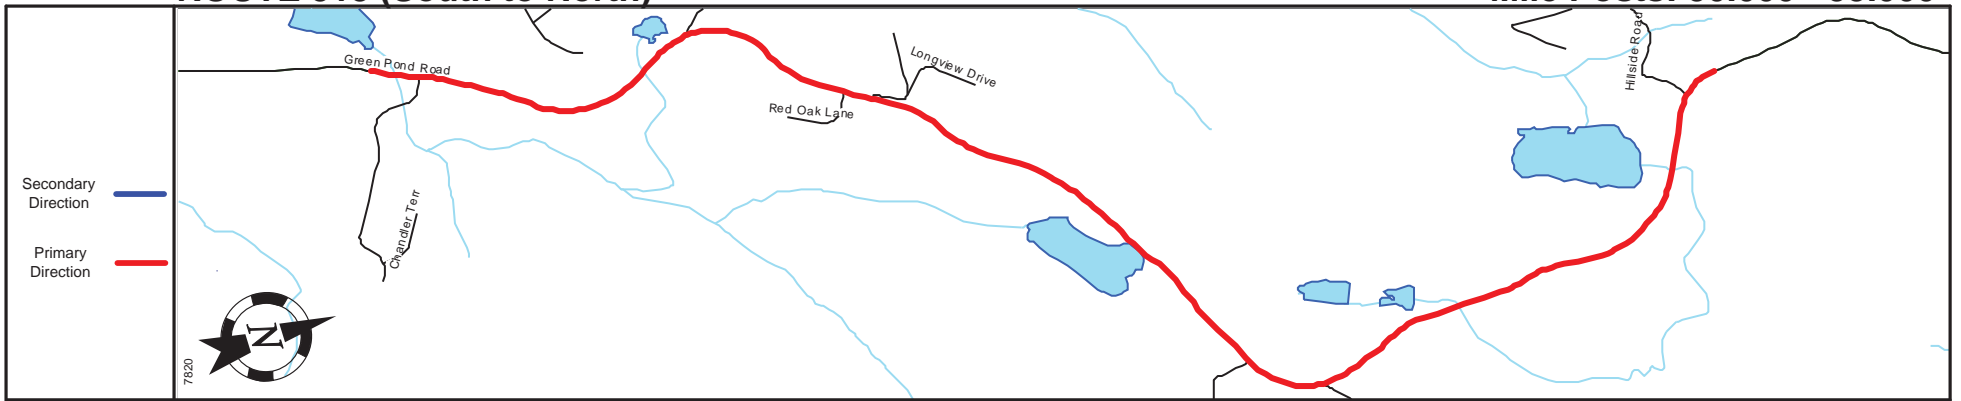 Green Pond Road
Longview Drive
Red Oak Lane
Hillside Road
Chandler Terr
Secondary
Direction
Primary
Direction
N
7820